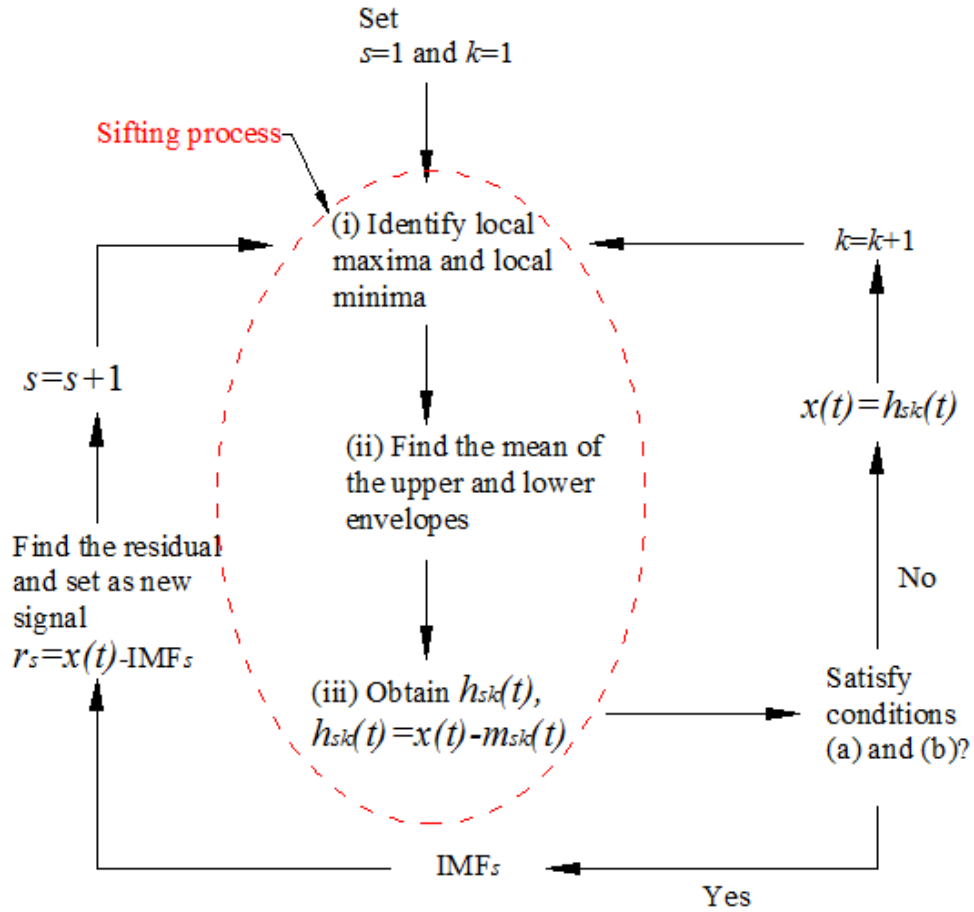 Set
s=1 and k=1
Sifting process
(i) Identify local
maxima and local
minima
k=k+1
s=s+1
x(t)=hsk(t)
(ii) Find the mean of
the upper and lower
envelopes
Find the residual
and set as new
signal
rs=x(t)-IMFs
No
(iii) Obtain hsk(t),
hsk(t)=x(t)-msk(t)
Satisfy
conditions
(a) and (b)?
IMFs
Yes